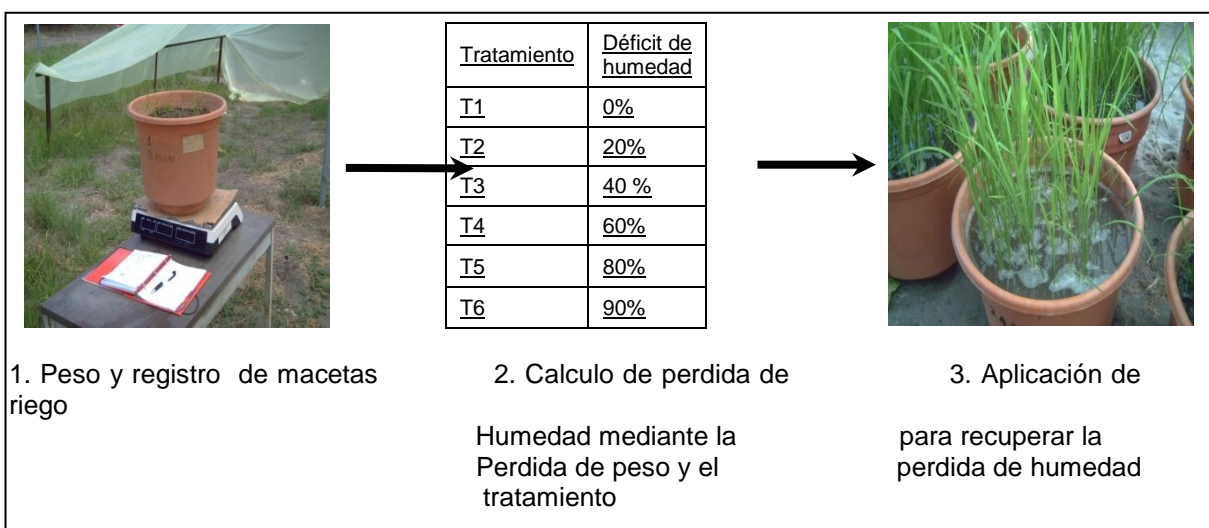 Tratamiento Déficit de
humedad
T1 0%
T2 20%
T3 40 %
T4 60%
T5 80%
T6 90%
1. Peso y registro de macetas 2. Calculo de perdida de 3. Aplicación de
riego
Humedad mediante la para recuperar la
Perdida de peso y el perdida de humedad
tratamiento